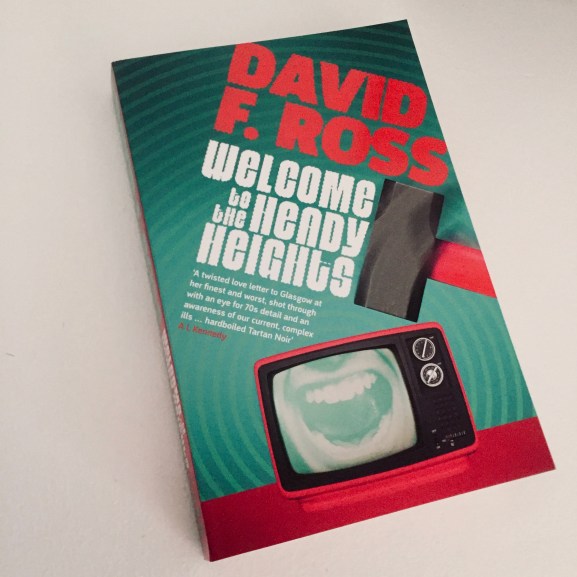 DAVID
F. ROSS
WELCOME
to
the HEADY
HEIGHTS
'A twisted love letter to Glasgow at
her finest and worst, shot through
with an eye for 70s detail and an
awareness of our current, complex
ills ... hardboiled Tartan Noir'
A L Kennedy